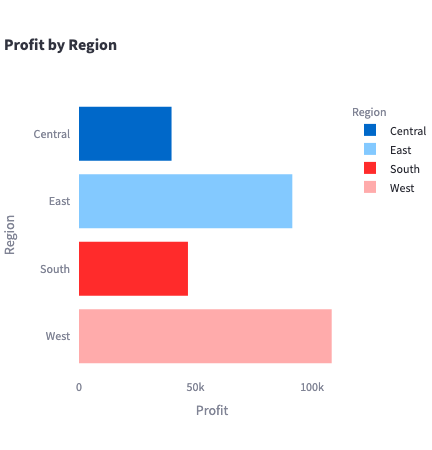 Profit by Region
Region
Central
East
South
West
Region
Central
East
South
West
0 50k 100k
Profit